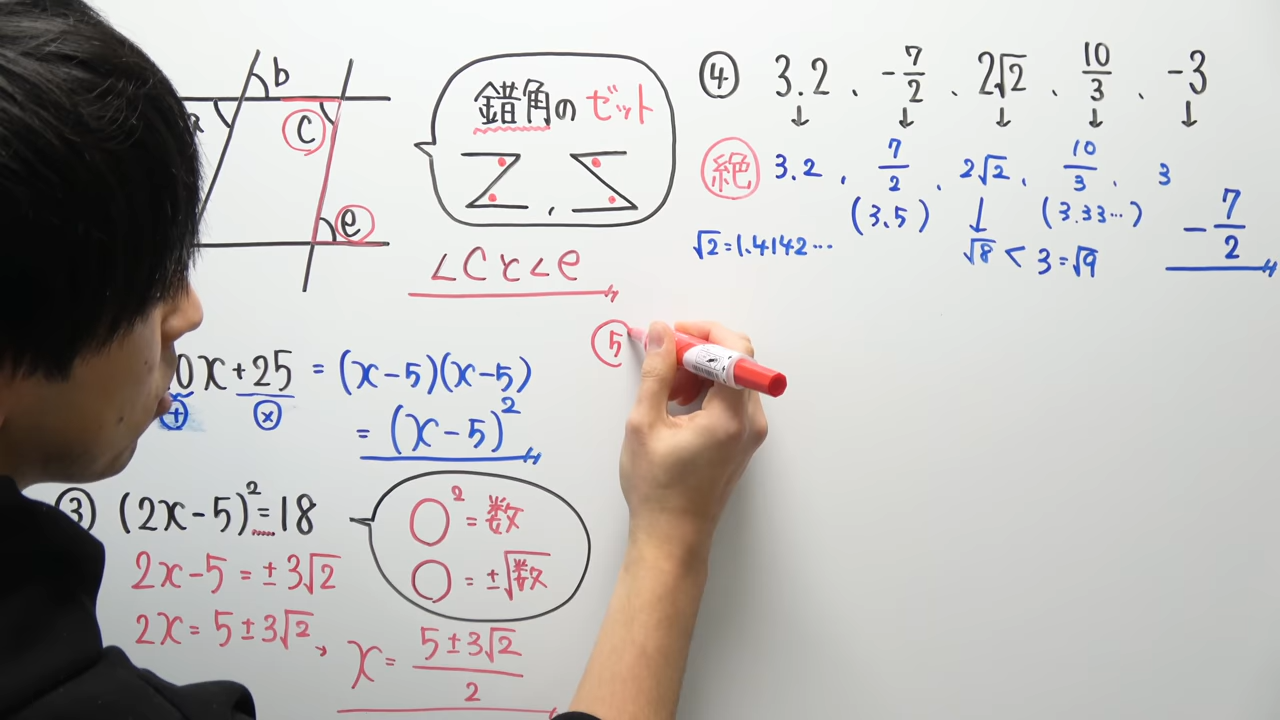 b
a
c
e
錯角のゼット
,
∠Cと∠e
0x+25 = (x-5)(x-5)
+ ×
= (x-5)²
③ (2x-5)²=18
2x-5=±3√2
2x=5±3√2
x= 5±3√2/2
○²=数
○=±√数
④ 3.2 、 -7/2 、 2√2 、 10/3 、 -3
↓ ↓ ↓ ↓ ↓
絶 3.2 、 7/2 、 2√2 、 10/3 、 3
(3.5) ↓ (3.33…)
√2=1.4142… √8 < 3=√9
-7/2
⑤